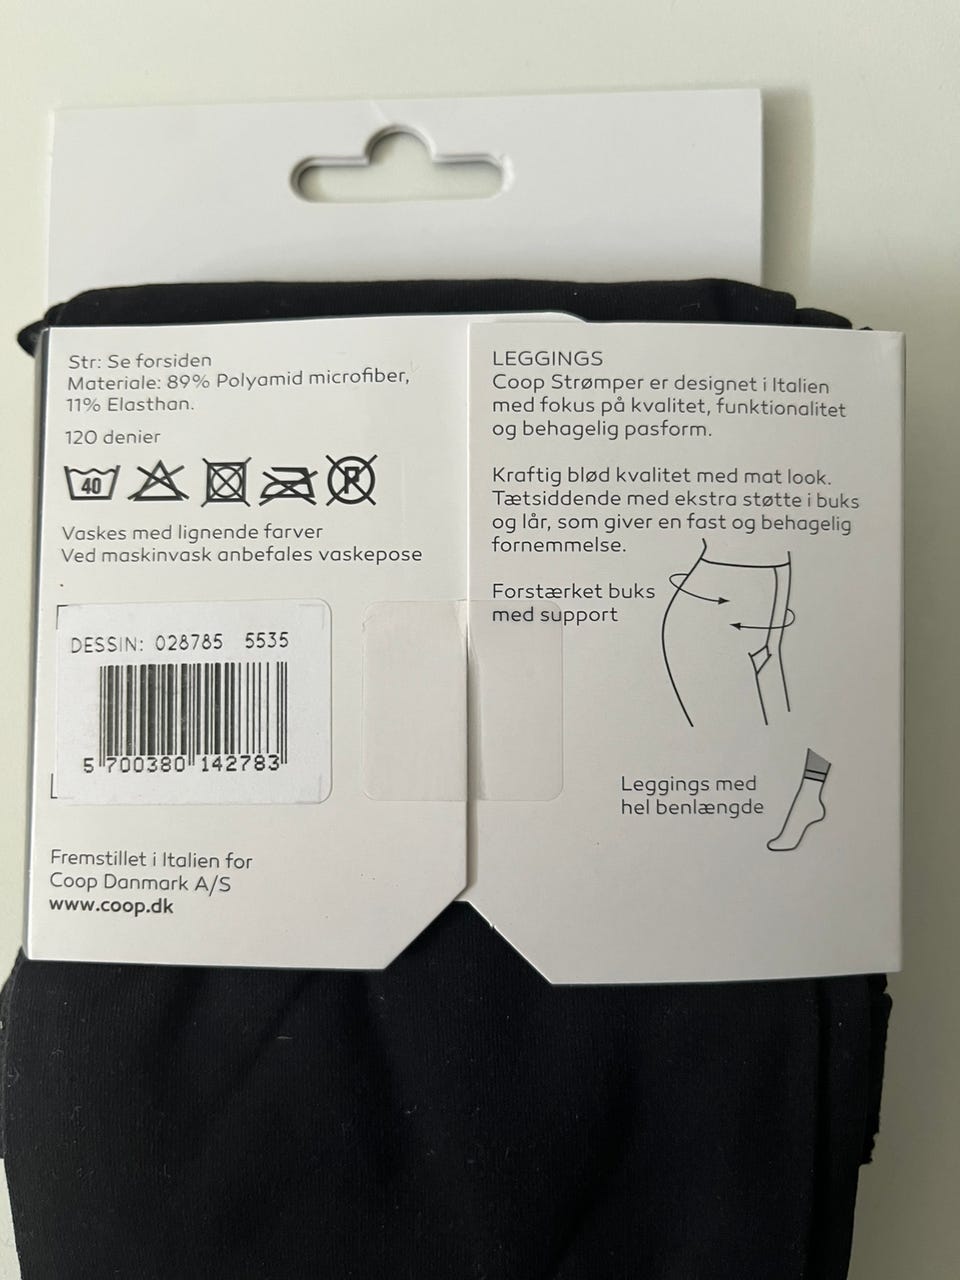 Str: Se forsiden
Materiale: 89% Polyamid microfiber,
11% Elasthan.
120 denier
40
R
Vaskes med lignende farver
Ved maskinvask anbefales vaskepose
DESSIN: 028785 5535
5 700380 142783
Fremstillet i Italien for
Coop Danmark A/S
www.coop.dk
LEGGINGS
Coop Strømper er designet i Italien
med fokus på kvalitet, funktionalitet
og behagelig pasform.
Kraftig blød kvalitet med mat look.
Tætsiddende med ekstra støtte i buks
og lår, som giver en fast og behagelig
fornemmelse.
Forstærket buks
med support
Leggings med
hel benlængde